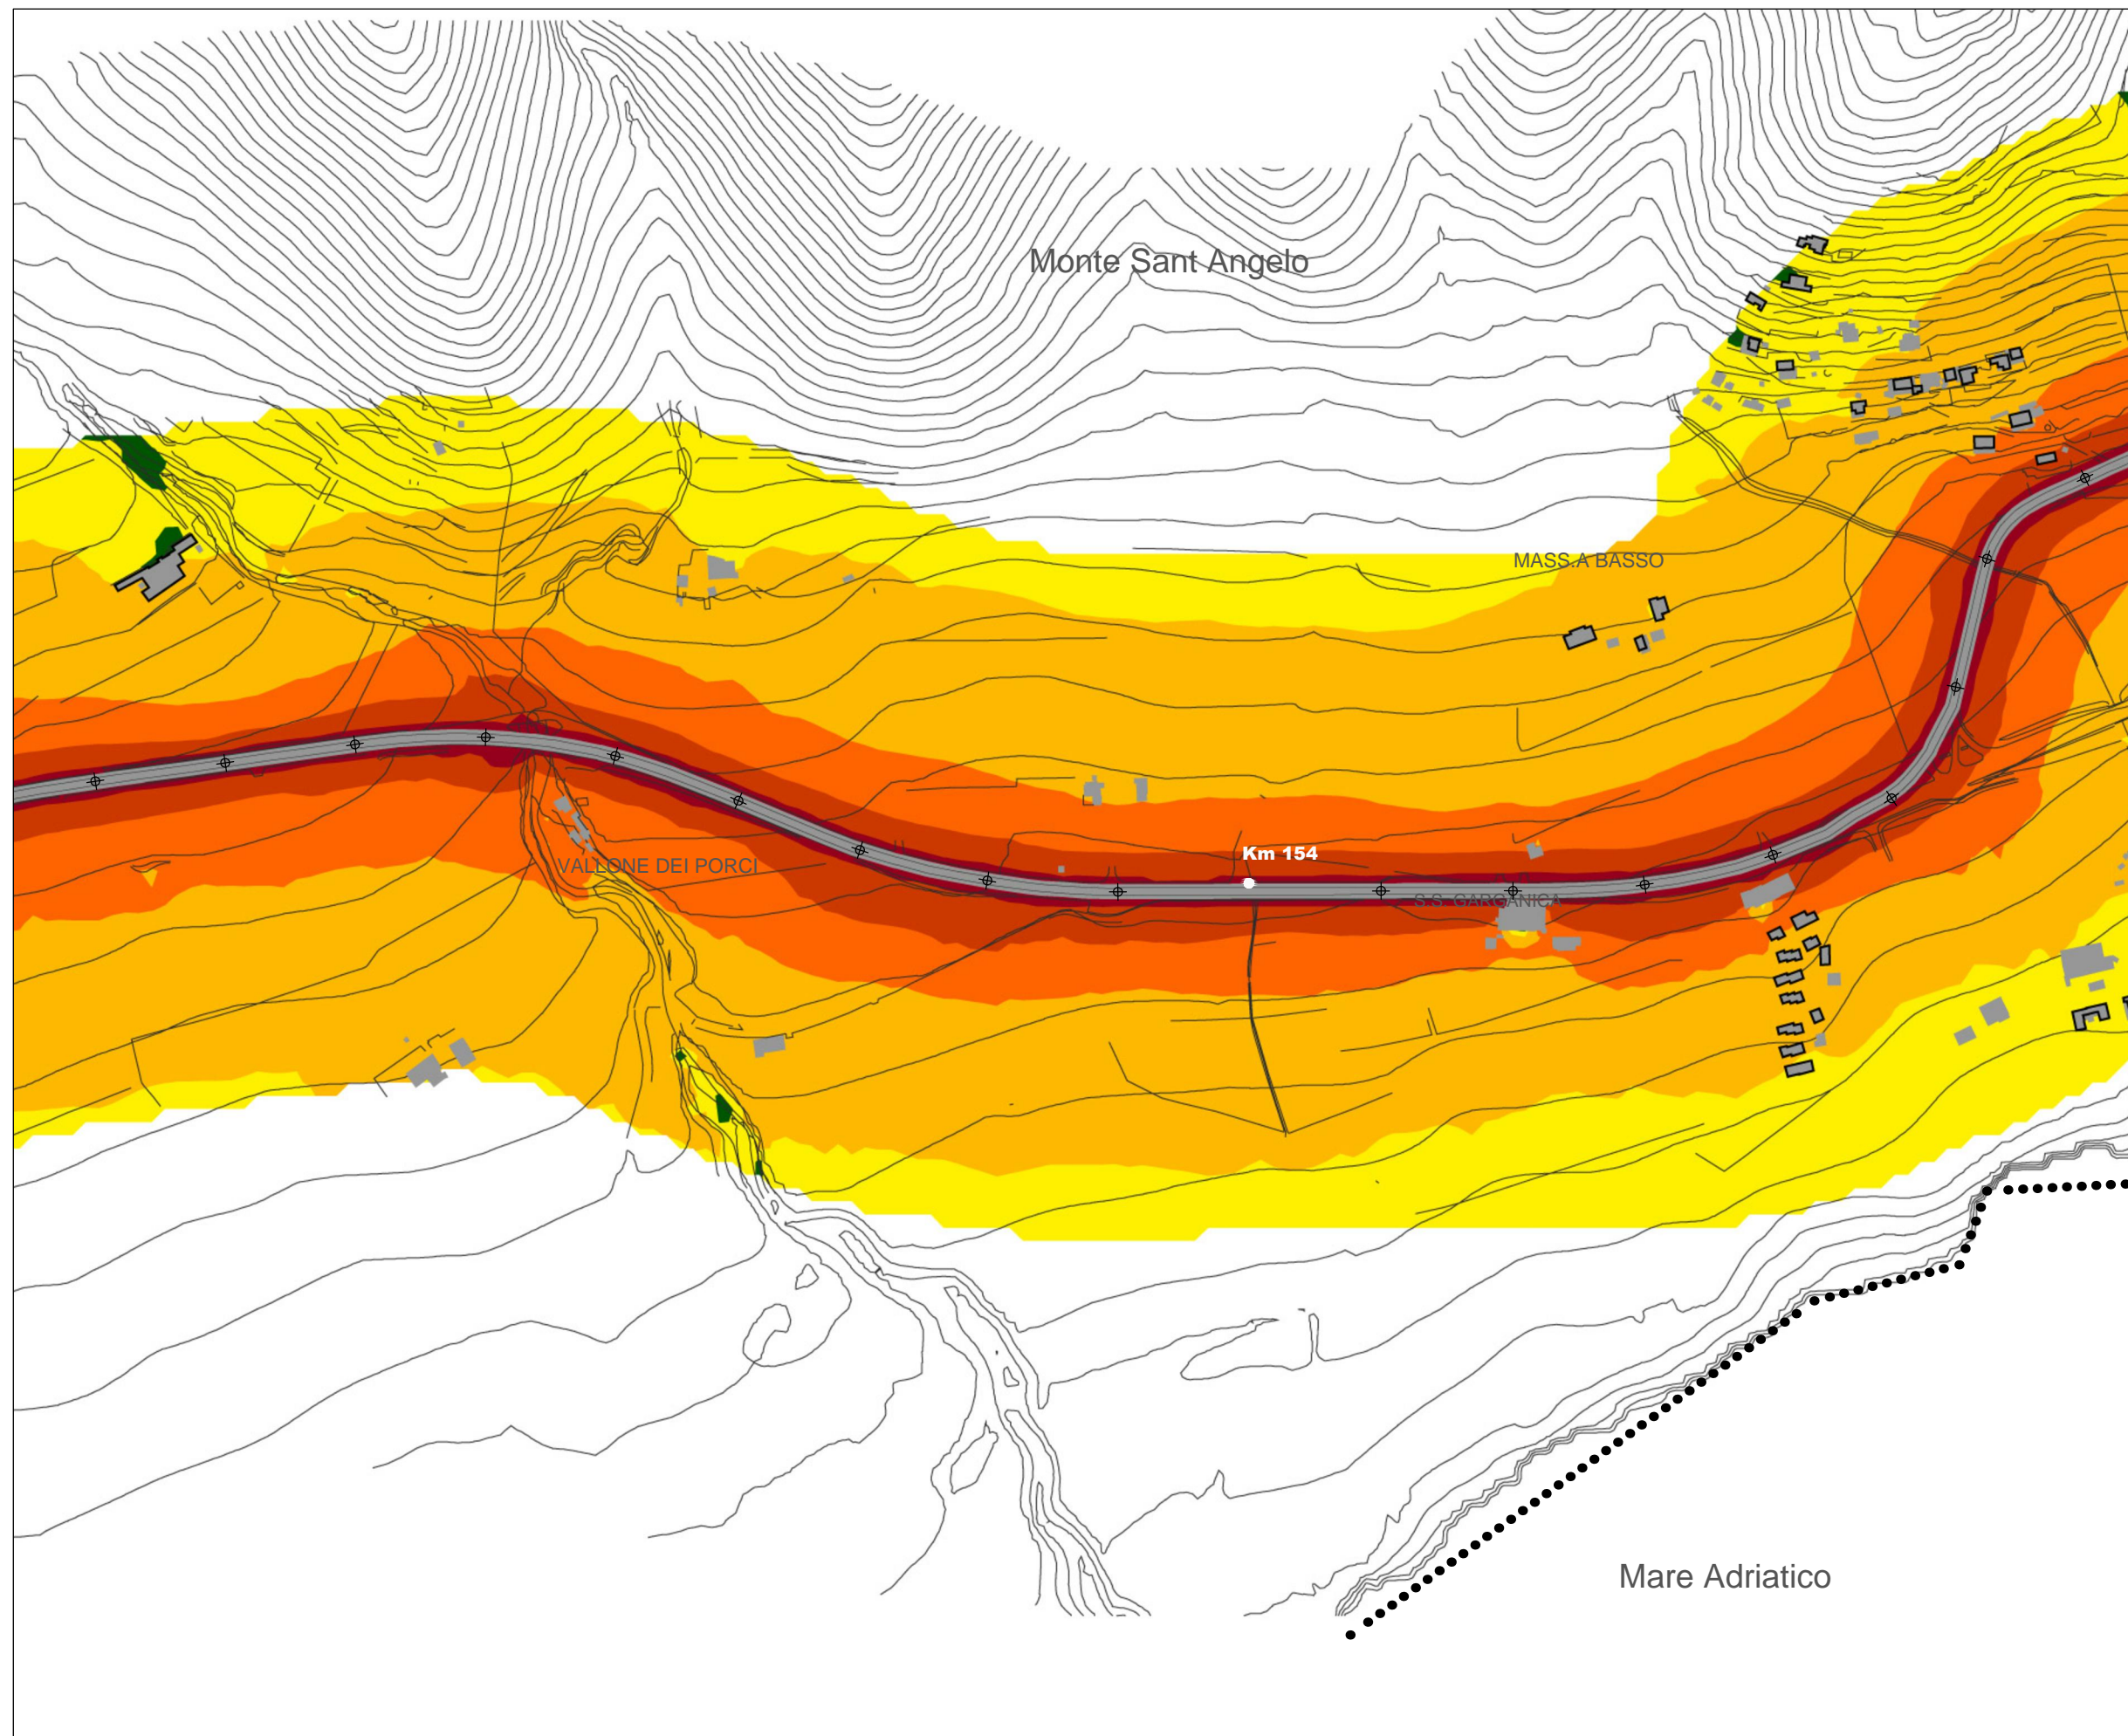 Monte Sant Angelo
MASS.A BASSO
Km 154
VALLONE DEI PORCI
S.S. GARGANICA
Mare Adriatico